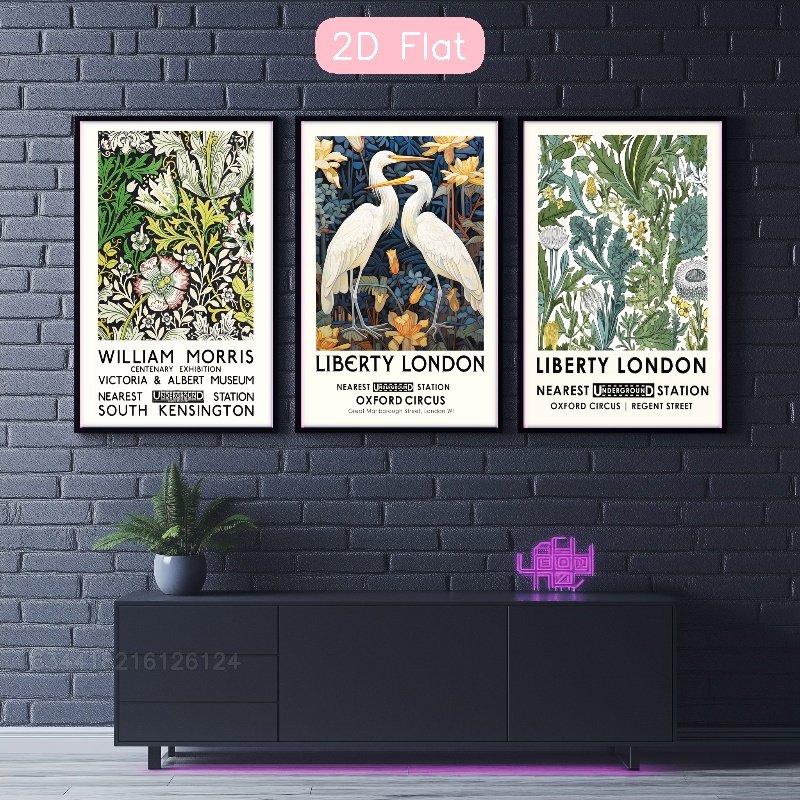 2D Flat
WILLIAM MORRIS
CENTENARY EXHIBITION
VICTORIA & ALBERT MUSEUM
NEAREST UNDERGROUND STATION
SOUTH KENSINGTON
LIBERTY LONDON
NEAREST UNDERGROUND STATION
OXFORD CIRCUS
Great Marlborough Street, London W1
LIBERTY LONDON
NEAREST UNDERGROUND STATION
OXFORD CIRCUS | REGENT STREET